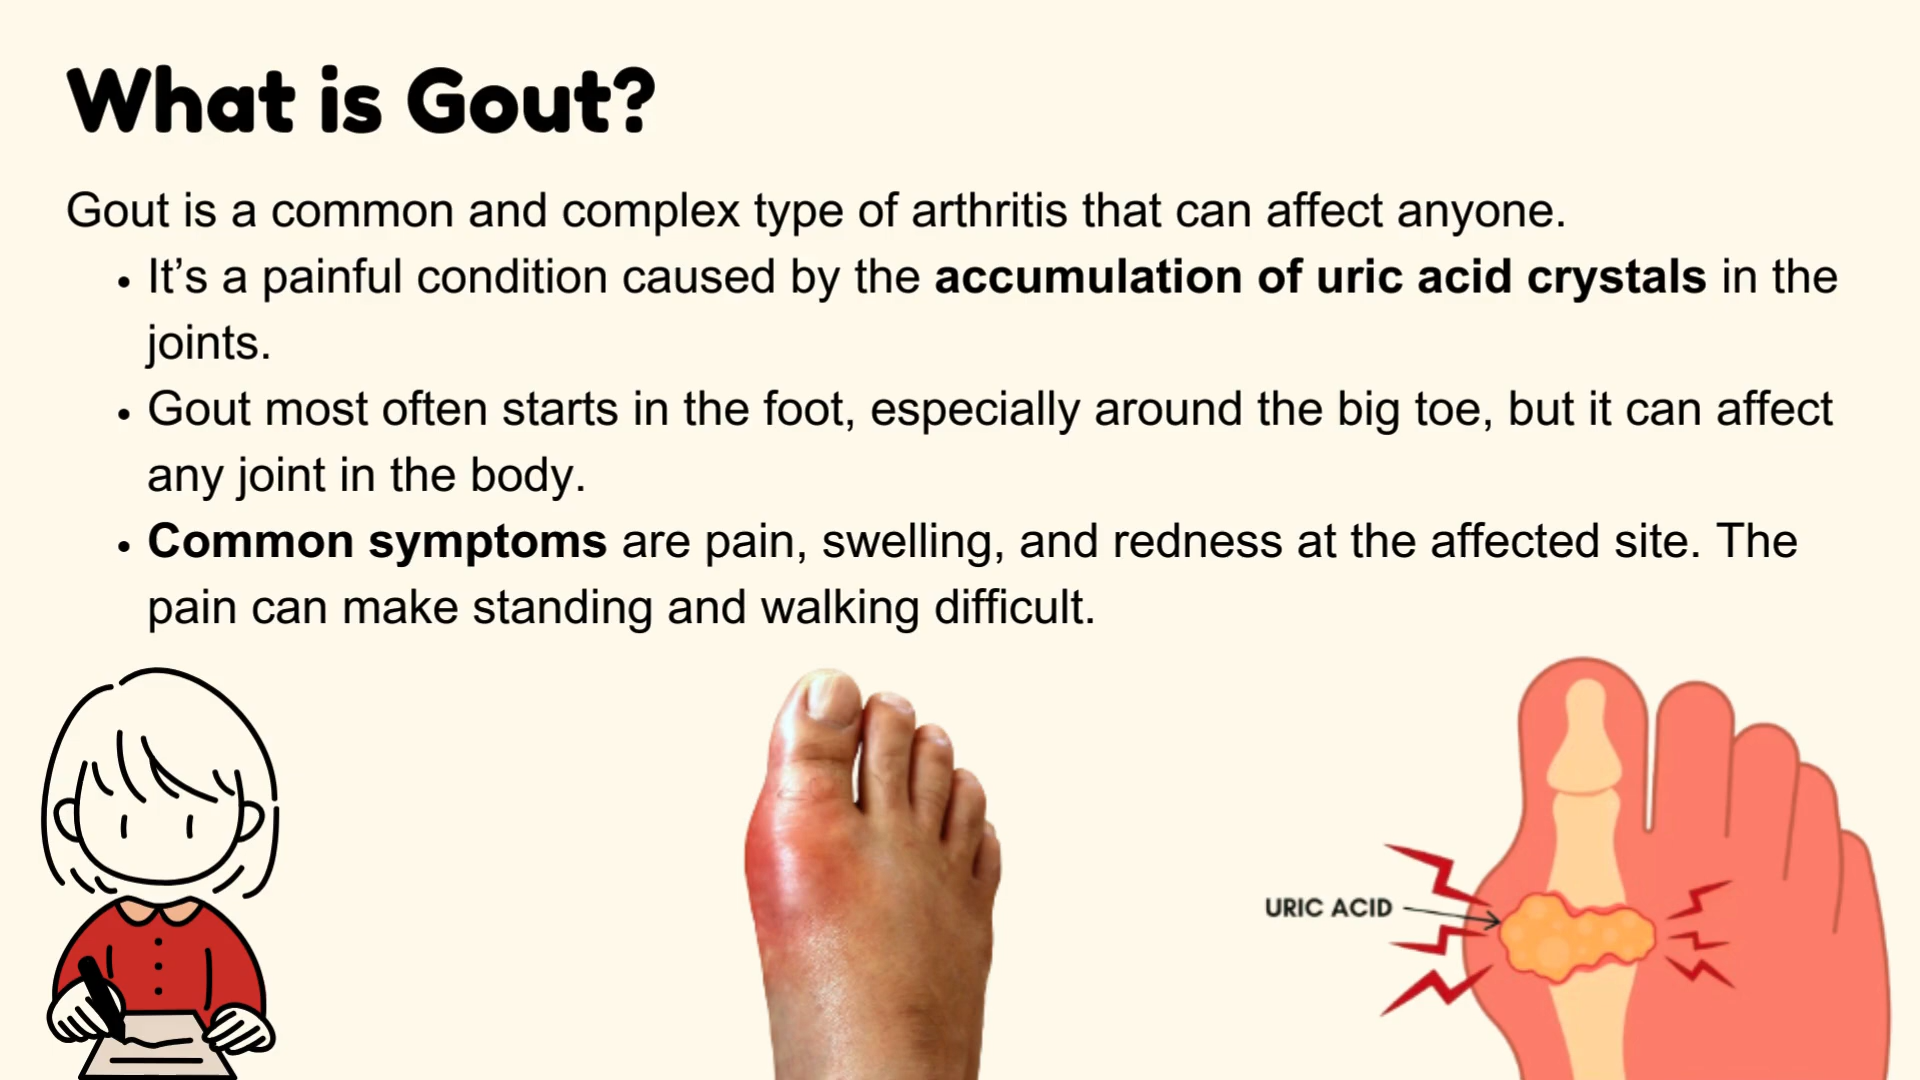 What is Gout?
Gout is a common and complex type of arthritis that can affect anyone.
• It’s a painful condition caused by the accumulation of uric acid crystals in the
joints.
• Gout most often starts in the foot, especially around the big toe, but it can affect
any joint in the body.
• Common symptoms are pain, swelling, and redness at the affected site. The
pain can make standing and walking difficult.
URIC ACID